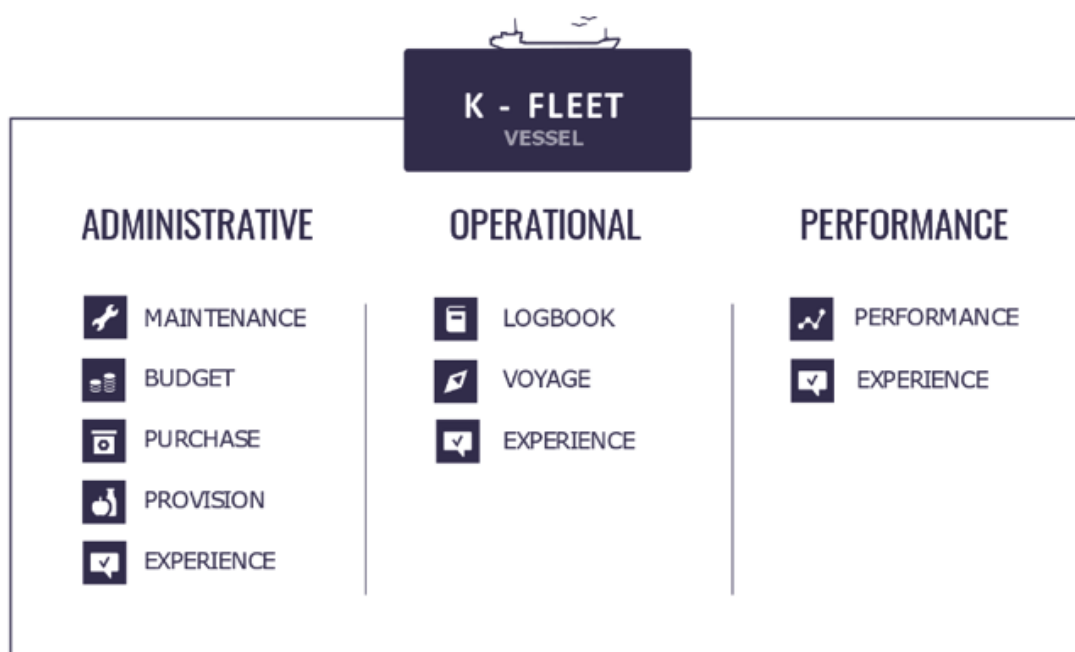 K - FLEET
VESSEL
ADMINISTRATIVE
MAINTENANCE
BUDGET
PURCHASE
PROVISION
EXPERIENCE
OPERATIONAL
LOGBOOK
VOYAGE
EXPERIENCE
PERFORMANCE
PERFORMANCE
EXPERIENCE